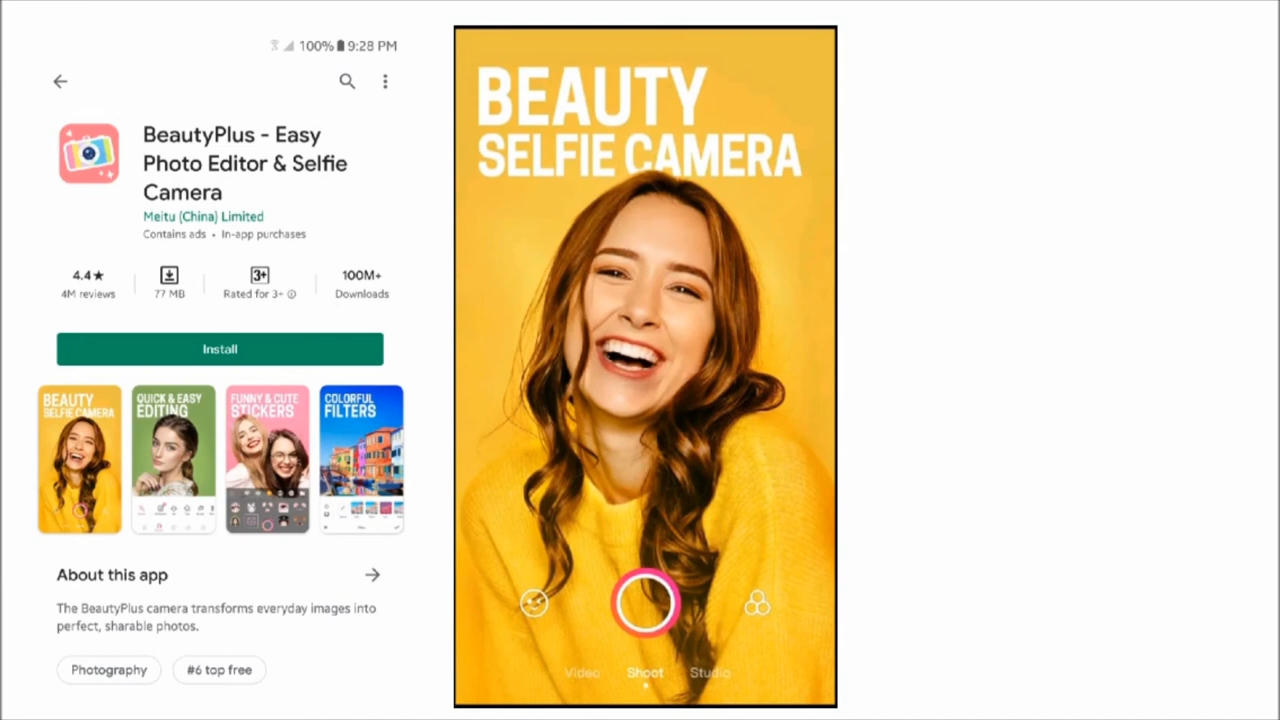 100% 9:28 PM
BeautyPlus - Easy
Photo Editor & Selfie
Camera
Meitu (China) Limited
Contains ads • In-app purchases
4.4★
4M reviews
77 MB
3+
Rated for 3+
100M+
Downloads
Install
BEAUTY
SELFIE CAMERA
QUICK & EASY
EDITING
FUNNY & CUTE
STICKERS
COLORFUL
FILTERS
About this app
The BeautyPlus camera transforms everyday images into
perfect, sharable photos.
Photography
#6 top free
BEAUTY
SELFIE CAMERA
Video Shoot Studio